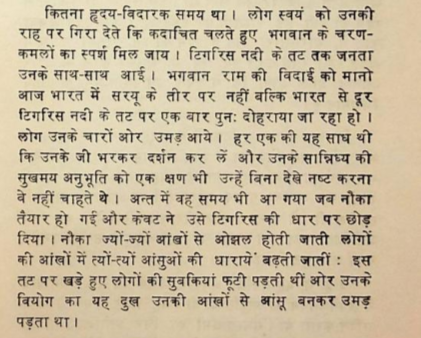 कितना हृदय-विदारक समय था । लोग स्वयं को उनकी
राह पर गिरा देते कि कदाचित चलते हुए भगवान के चरण-
कमलों का स्पर्श मिल जाय । टिगरिस नदी के तट तक जनता
उनके साथ-साथ आई । भगवान राम की विदाई को मानो
आज भारत में सरयू के तीर पर नहीं बल्कि भारत से दूर
टिगरिस नदी के तट पर एक बार पुनः दोहराया जा रहा हो ।
लोग उनके चारों ओर उमड़ आये । हर एक की यह साध थी
कि उनके जी भरकर दर्शन कर लें और उनके सान्निध्य की
सुखमय अनुभूति को एक क्षण भी उन्हें बिना देखे नष्ट करना
वे नहीं चाहते थे । अन्त में वह समय भी आ गया जब नौका
तैयार हो गई और केवट ने उसे टिगरिस की धार पर छोड़
दिया । नौका ज्यों-ज्यों आंखों से ओझल होती जाती लोगों
की आंखों में त्यों-त्यों आंसुओं की धारायें बढ़ती जातीं : इस
तट पर खड़े हुए लोगों की सुबकियां फूटी पड़ती थीं और उनके
वियोग का यह दुख उनकी आंखों से आंसू बनकर उमड़
पड़ता था ।